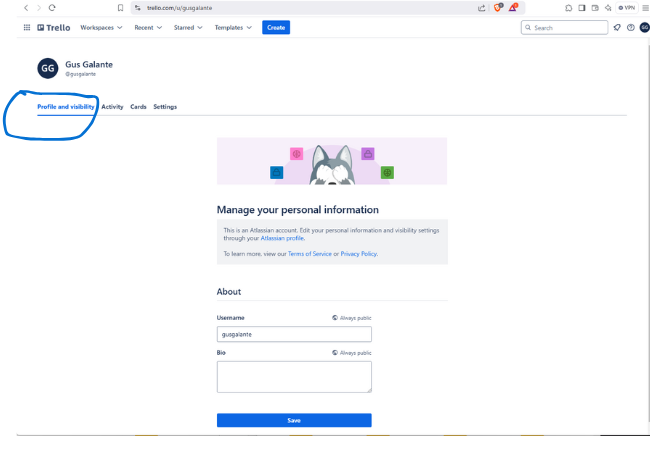 trello.com/u/gusgalante
VPN
Trello Workspaces Recent Starred Templates Create Search GG
GG
Gus Galante
@gusgalante
Profile and visibility Activity Cards Settings
Manage your personal information
This is an Atlassian account. Edit your personal information and visibility settings
through your Atlassian profile.
To learn more, view our Terms of Service or Privacy Policy.
About
Username Always public
gusgalante
Bio Always public
Save